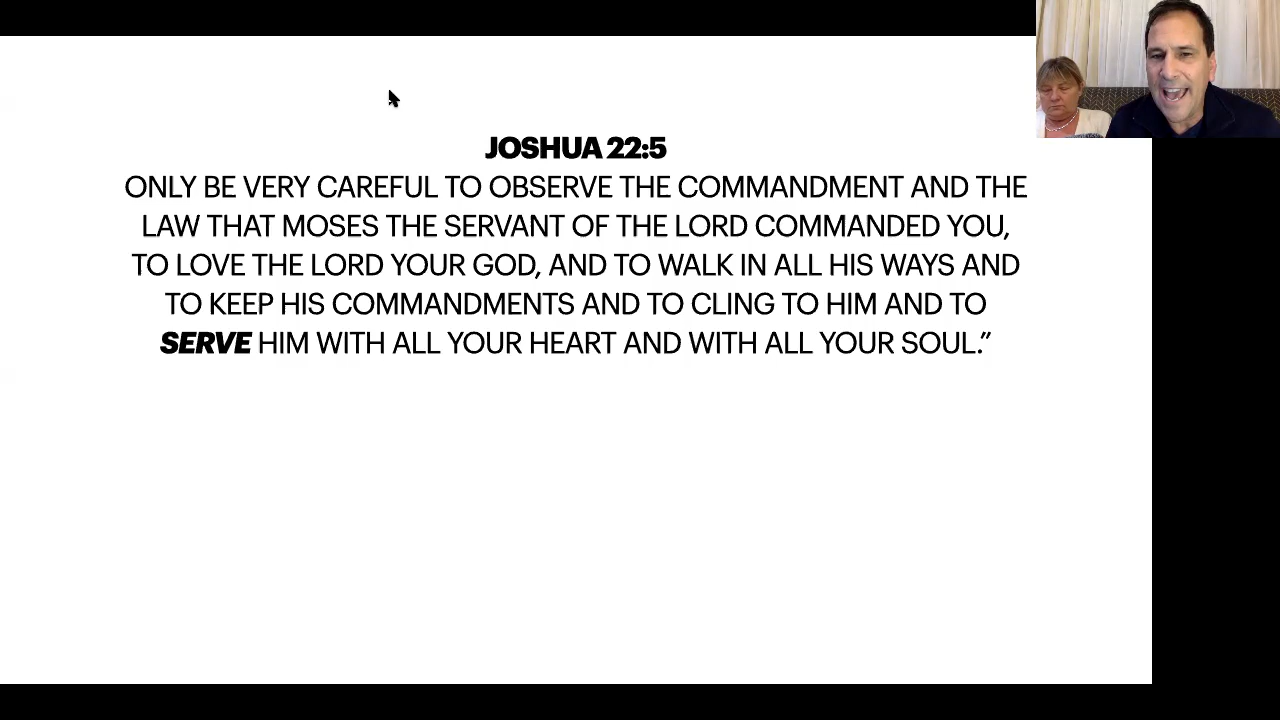 JOSHUA 22:5
ONLY BE VERY CAREFUL TO OBSERVE THE COMMANDMENT AND THE
LAW THAT MOSES THE SERVANT OF THE LORD COMMANDED YOU,
TO LOVE THE LORD YOUR GOD, AND TO WALK IN ALL HIS WAYS AND
TO KEEP HIS COMMANDMENTS AND TO CLING TO HIM AND TO
SERVE HIM WITH ALL YOUR HEART AND WITH ALL YOUR SOUL.”